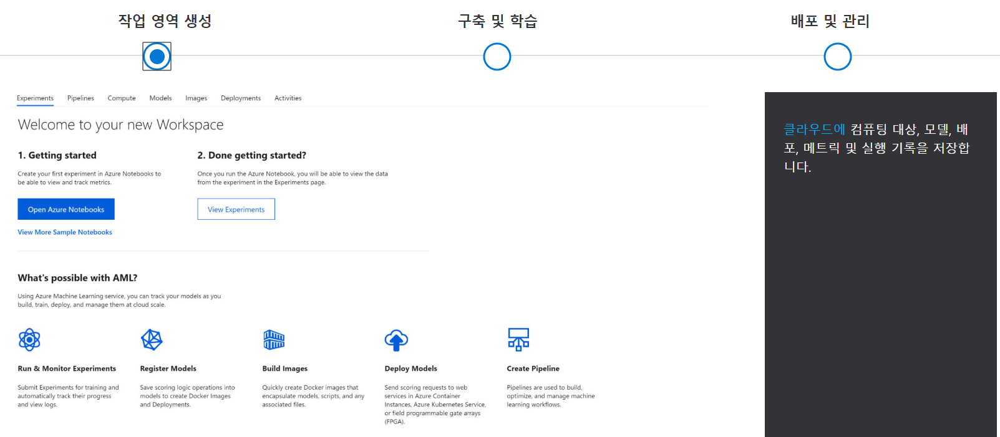 작업 영역 생성
구축 및 학습
배포 및 관리
Experiments Pipelines Compute Models Images Deployments Activities
Welcome to your new Workspace
1. Getting started
Create your first experiment in Azure Notebooks to
be able to view and track metrics.
Open Azure Notebooks
View More Sample Notebooks
2. Done getting started?
Once you run the Azure Notebook, you will be able to view the data
from the experiment in the Experiments page.
View Experiments
What's possible with AML?
Using Azure Machine Learning service, you can track your models as you
build, train, deploy, and manage them at cloud scale.
Run & Monitor Experiments
Submit Experiments for training and
automatically track their progress
and view logs.
Register Models
Save scoring logic operations into
models to create Docker Images
and Deployments.
Build Images
Quickly create Docker images that
encapsulate models, scripts, and any
associated files.
Deploy Models
Send scoring requests to web
services in Azure Container
Instances, Azure Kubernetes Service,
or field programmable gate arrays
(FPGA).
Create Pipeline
Pipelines are used to build,
optimize, and manage machine
learning workflows.
클라우드에 컴퓨팅 대상, 모델, 배
포, 메트릭 및 실행 기록을 저장합
니다.